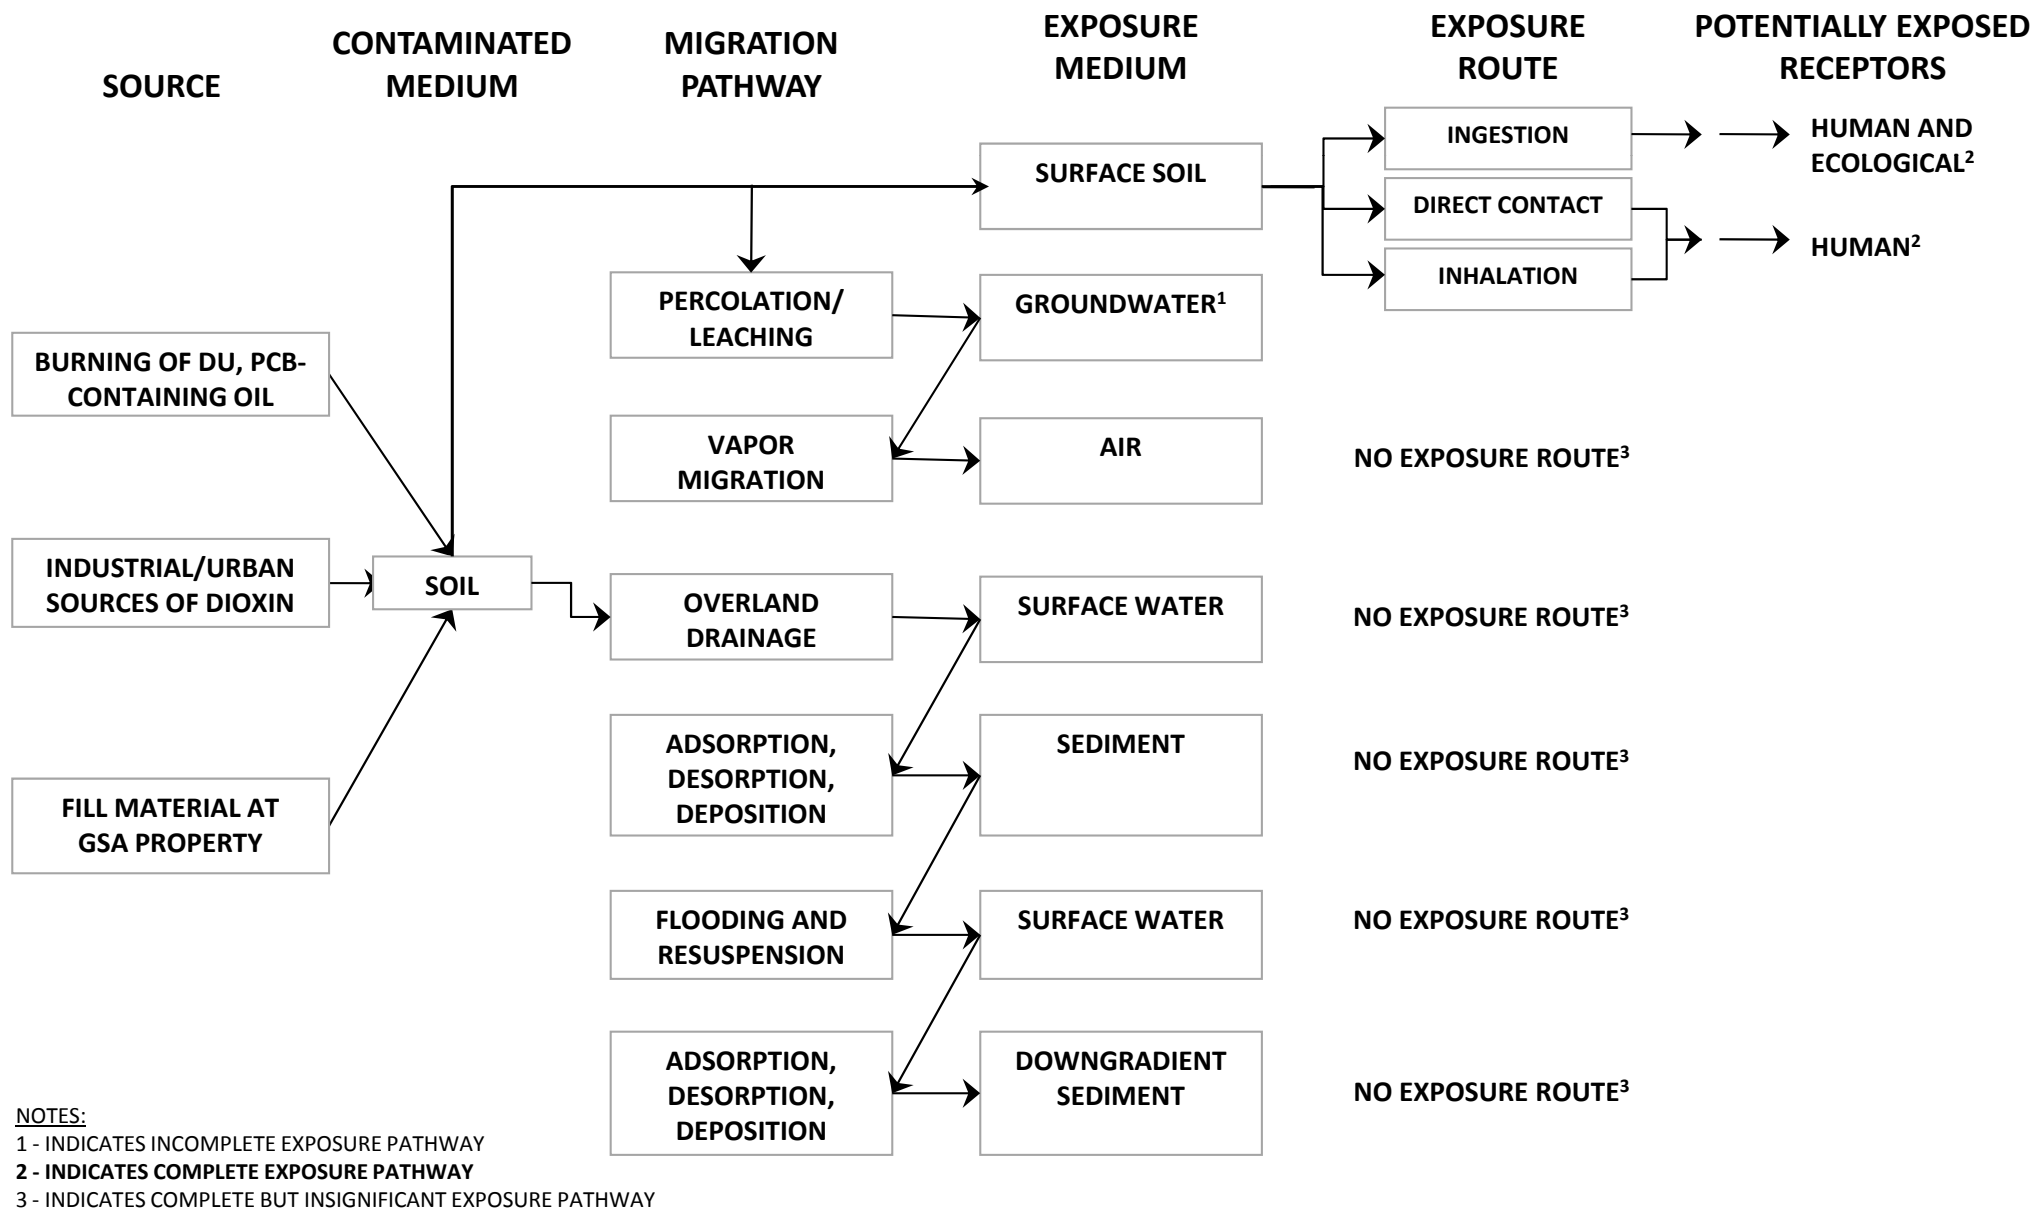 SOURCE
CONTAMINATED
MEDIUM
MIGRATION
PATHWAY
EXPOSURE
MEDIUM
EXPOSURE
ROUTE
POTENTIALLY EXPOSED
RECEPTORS
BURNING OF DU, PCB-
CONTAINING OIL
INDUSTRIAL/URBAN
SOURCES OF DIOXIN
FILL MATERIAL AT
GSA PROPERTY
SOIL
SURFACE SOIL
INGESTION
HUMAN AND
ECOLOGICAL²
DIRECT CONTACT
INHALATION
HUMAN²
PERCOLATION/
LEACHING
GROUNDWATER¹
VAPOR
MIGRATION
AIR
NO EXPOSURE ROUTE³
OVERLAND
DRAINAGE
SURFACE WATER
NO EXPOSURE ROUTE³
ADSORPTION,
DESORPTION,
DEPOSITION
SEDIMENT
NO EXPOSURE ROUTE³
FLOODING AND
RESUSPENSION
SURFACE WATER
NO EXPOSURE ROUTE³
ADSORPTION,
DESORPTION,
DEPOSITION
DOWNGRADIENT
SEDIMENT
NO EXPOSURE ROUTE³
NOTES:
1 - INDICATES INCOMPLETE EXPOSURE PATHWAY
2 - INDICATES COMPLETE EXPOSURE PATHWAY
3 - INDICATES COMPLETE BUT INSIGNIFICANT EXPOSURE PATHWAY